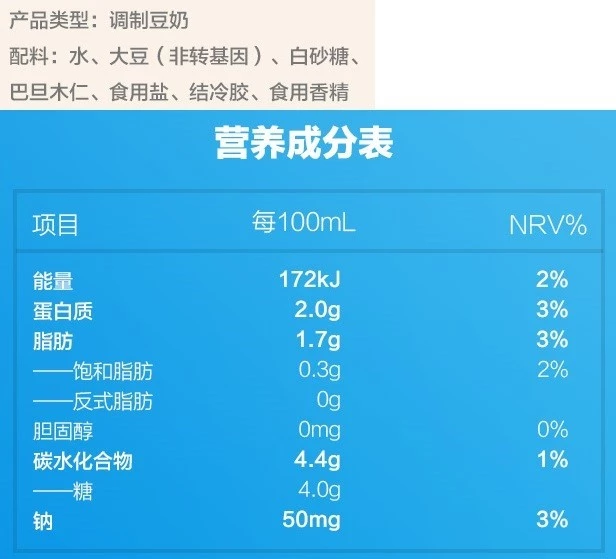 产品类型：调制豆奶
配料：水、大豆（非转基因）、白砂糖、
巴旦木仁、食用盐、结冷胶、食用香精
营养成分表
项目 每100mL NRV%
能量 172kJ 2%
蛋白质 2.0g 3%
脂肪 1.7g 3%
——饱和脂肪 0.3g 2%
——反式脂肪 0g
胆固醇 0mg 0%
碳水化合物 4.4g 1%
——糖 4.0g
钠 50mg 3%